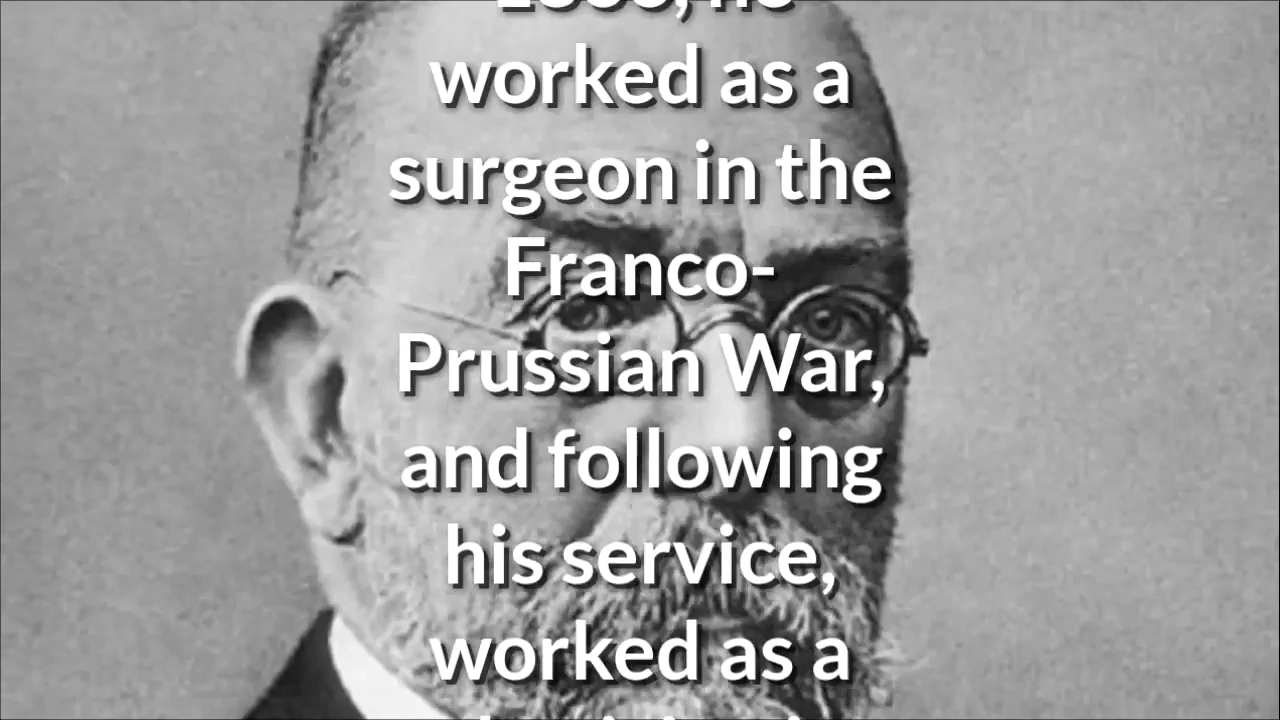 worked as a
surgeon in the
Franco-
Prussian War,
and following
his service,
worked as a